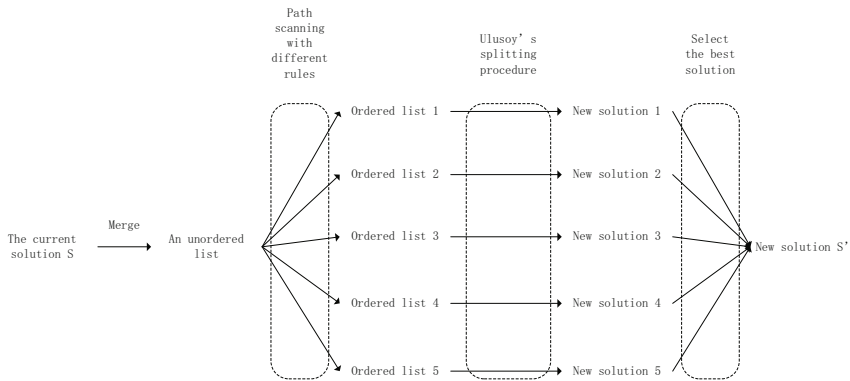 Path
scanning
with
different
rules
Ulusoy's
splitting
procedure
Select
the best
solution
Ordered list 1
New solution 1
Ordered list 2
New solution 2
Merge
The current
solution S
An unordered
list
Ordered list 3
New solution 3
New solution S'
Ordered list 4
New solution 4
Ordered list 5
New solution 5